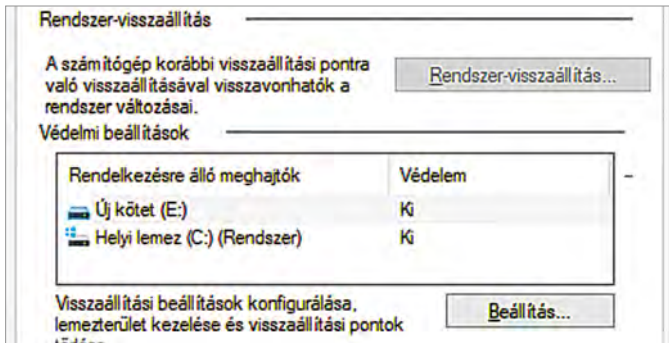 Rendszer-visszaállítás
A számítógép korábbi visszaállítási pontra
való visszaállításával visszavonhatók a
rendszer változásai.
Rendszer-visszaállítás...
Védelmi beállítások
Rendelkezésre álló meghajtók Védelem
Új kötet (E:) Ki
Helyi lemez (C:) (Rendszer) Ki
Visszaállítási beállítások konfigurálása,
lemezterület kezelése és visszaállítási pontok
Beállítás...